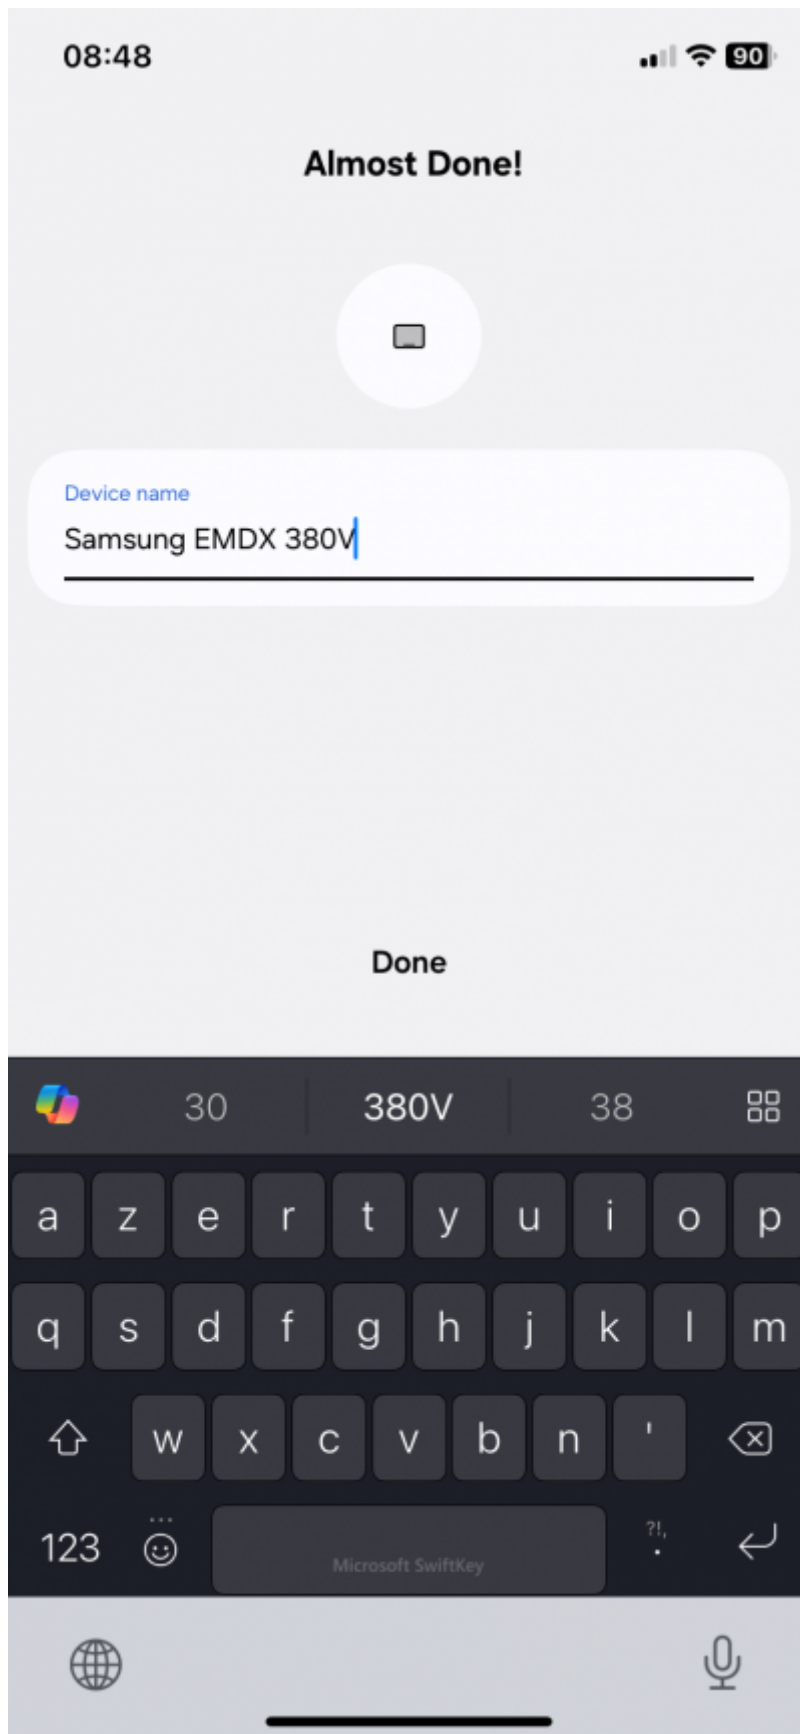 08:48
90
Almost Done!
Device name
Samsung EMDX 380V
Done
30 380V 38
a z e r t y u i o p
q s d f g h j k l m
w x c v b n '
123 ?!, .
Microsoft SwiftKey